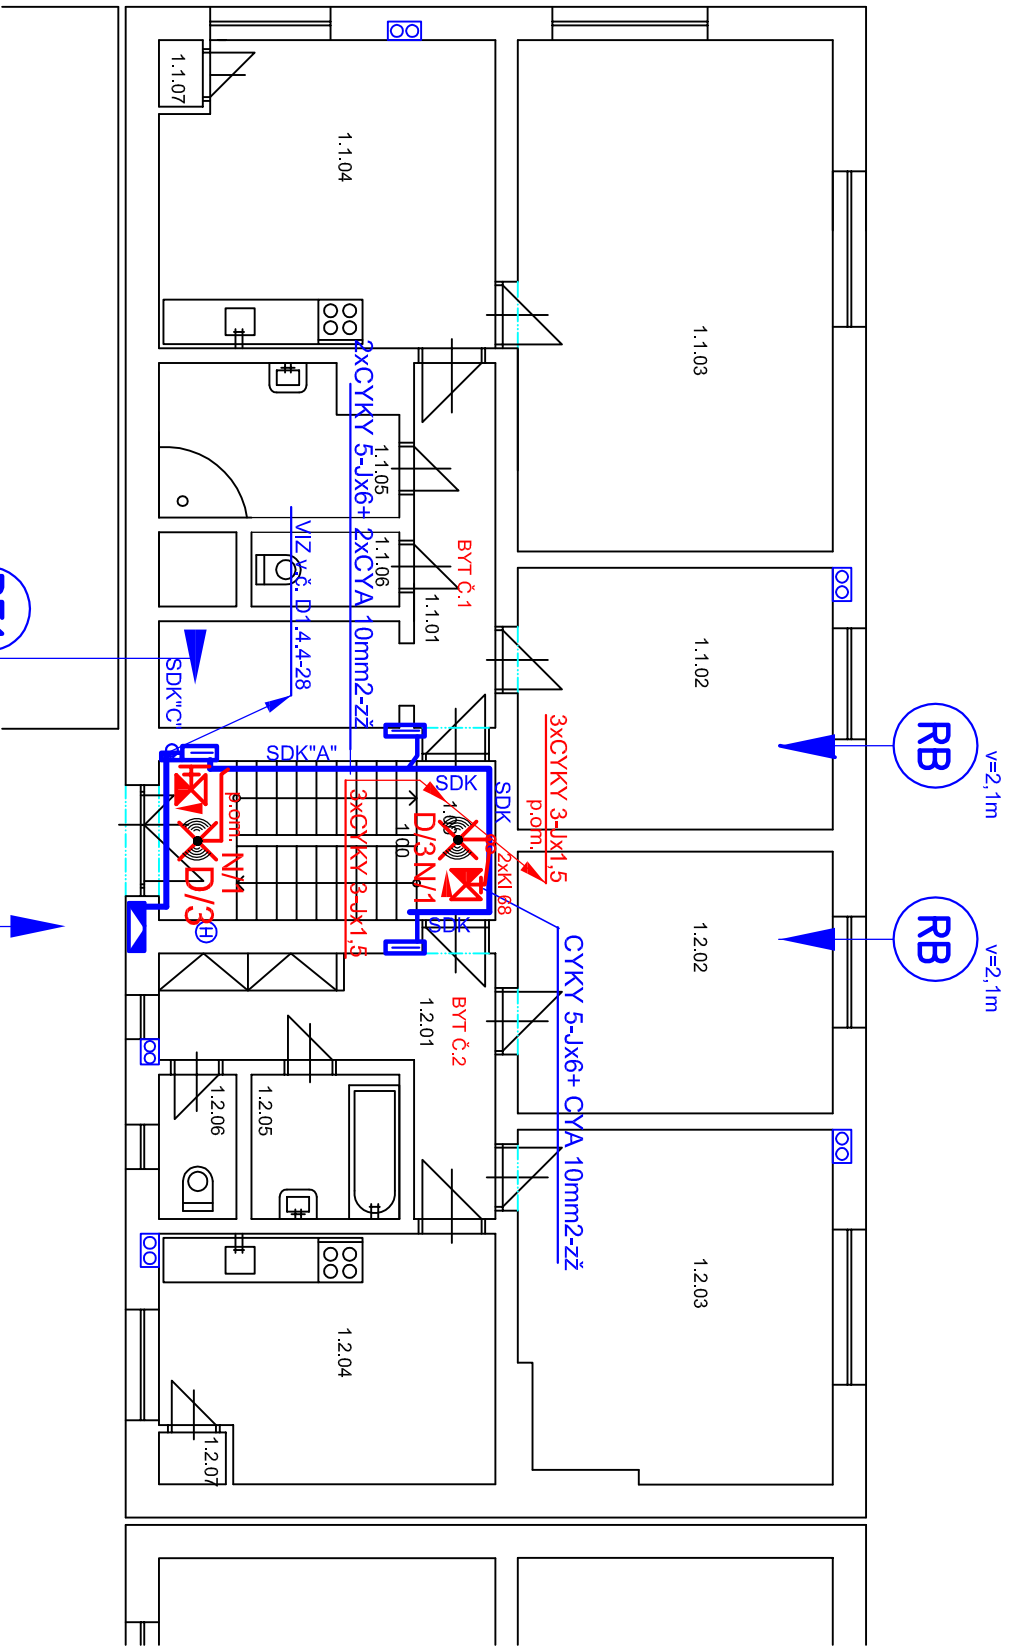 1.1.07
1.1.04
1.1.03
2xCYKY 5-Jx6+ 2xCYA 10mm2-zž
1.1.05
1.1.06
VIZ v.č. D1.4.4-28
BYT Č.1
1.1.01
1.1.02
SDK"C"
SDK"A"
SDK
SDK
3xCYKY 3-Jx1,5
p.om.
RB
v=2,1m
p.om.
N/1
D/3
H
3xCYKY 3-Jx1,5
1.00
D/3
N/1
2xKI 68
SDK
1.2.02
RB
v=2,1m
CYKY 5-Jx6+ CYA 10mm2-zž
BYT Č.2
1.2.01
1.2.06
1.2.05
1.2.03
1.2.04
1.2.07